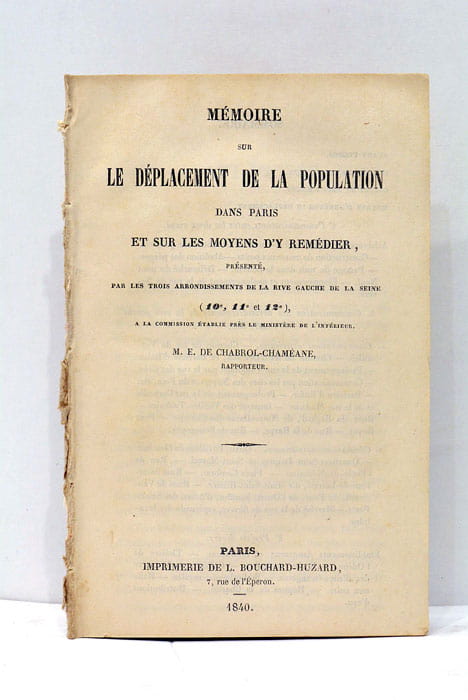 MÉMOIRE
SUR
LE DÉPLACEMENT DE LA POPULATION
DANS PARIS
ET SUR LES MOYENS D'Y REMÉDIER,
PRÉSENTÉ,
PAR LES TROIS ARRONDISSEMENTS DE LA RIVE GAUCHE DE LA SEINE
(10e, 11e et 12e),
A LA COMMISSION ÉTABLIE PRÈS LE MINISTÈRE DE L'INTÉRIEUR.
M. E. DE CHABROL-CHAMÉANE,
RAPPORTEUR.
PARIS,
IMPRIMERIE DE L. BOUCHARD-HUZARD,
7, rue de l'Éperon.
1840.